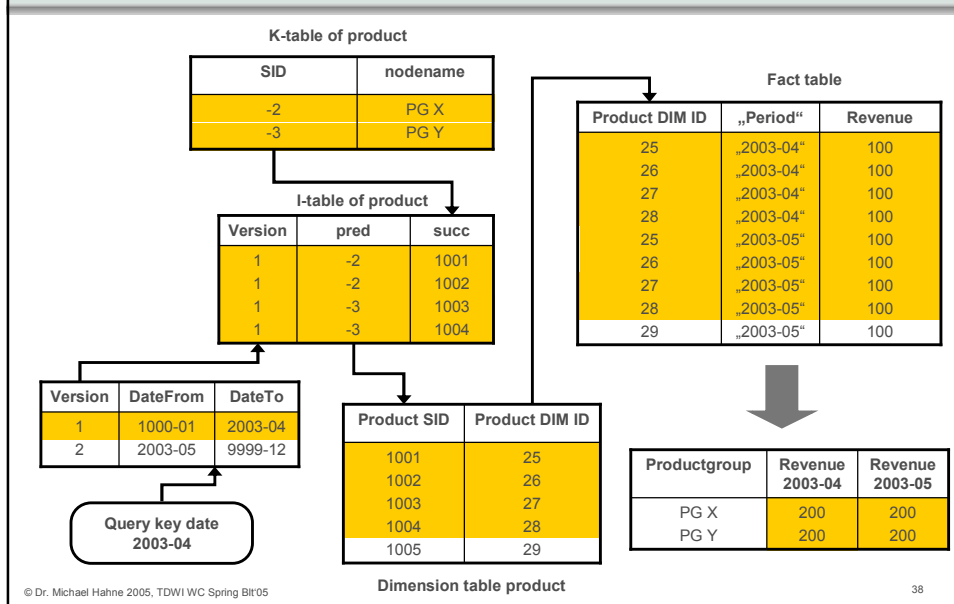 K-table of product
SID nodename
-2 PG X
-3 PG Y
I-table of product
Version pred succ
1 -2 1001
1 -2 1002
1 -3 1003
1 -3 1004
Version DateFrom DateTo
1 1000-01 2003-04
2 2003-05 9999-12
Query key date
2003-04
Product SID Product DIM ID
1001 25
1002 26
1003 27
1004 28
1005 29
Dimension table product
Fact table
Product DIM ID „Period“ Revenue
25 „2003-04“ 100
26 „2003-04“ 100
27 „2003-04“ 100
28 „2003-04“ 100
25 „2003-05“ 100
26 „2003-05“ 100
27 „2003-05“ 100
28 „2003-05“ 100
29 „2003-05“ 100
Productgroup Revenue 2003-04 Revenue 2003-05
PG X 200 200
PG Y 200 200
© Dr. Michael Hahne 2005, TDWI WC Spring Blt‘05
38